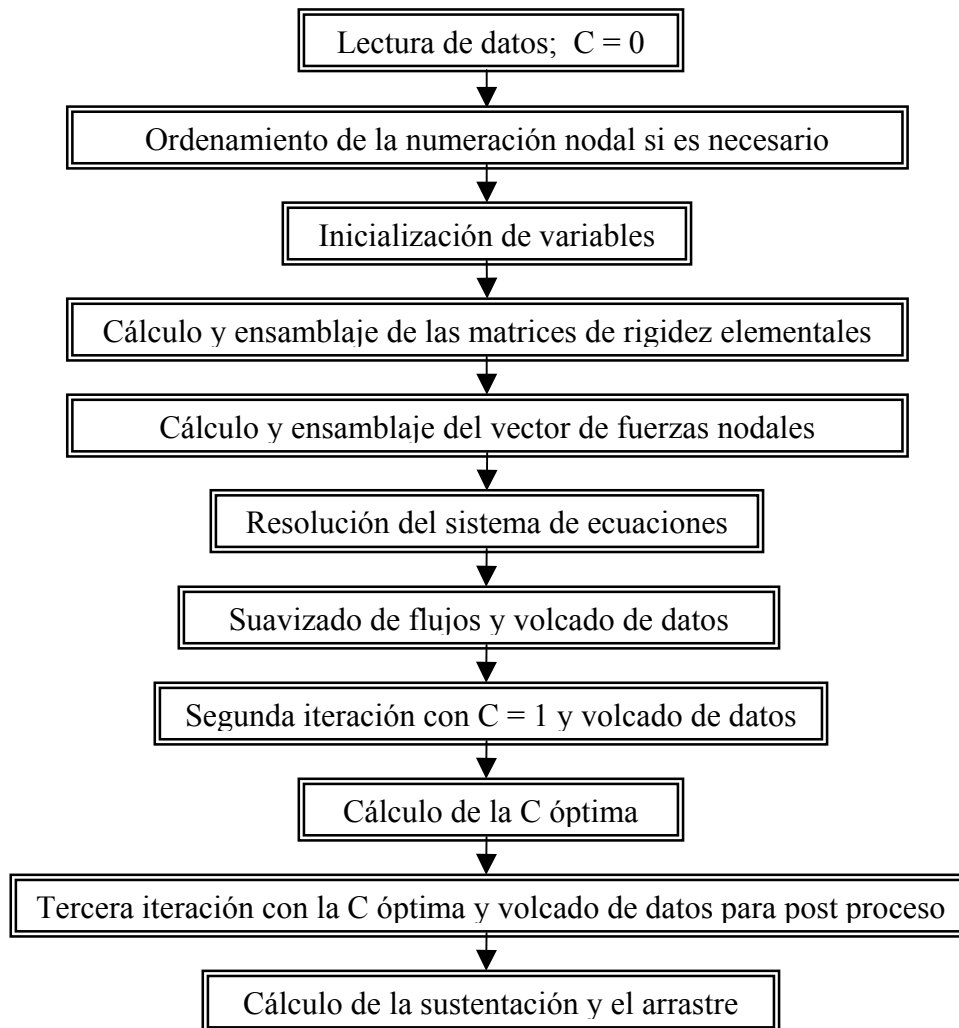 Lectura de datos;  C = 0
Ordenamiento de la numeración nodal si es necesario
Inicialización de variables
Cálculo y ensamblaje de las matrices de rigidez elementales
Cálculo y ensamblaje del vector de fuerzas nodales
Resolución del sistema de ecuaciones
Suavizado de flujos y volcado de datos
Segunda iteración con C = 1 y volcado de datos
Cálculo de la C óptima
Tercera iteración con la C óptima y volcado de datos para post proceso
Cálculo de la sustentación y el arrastre